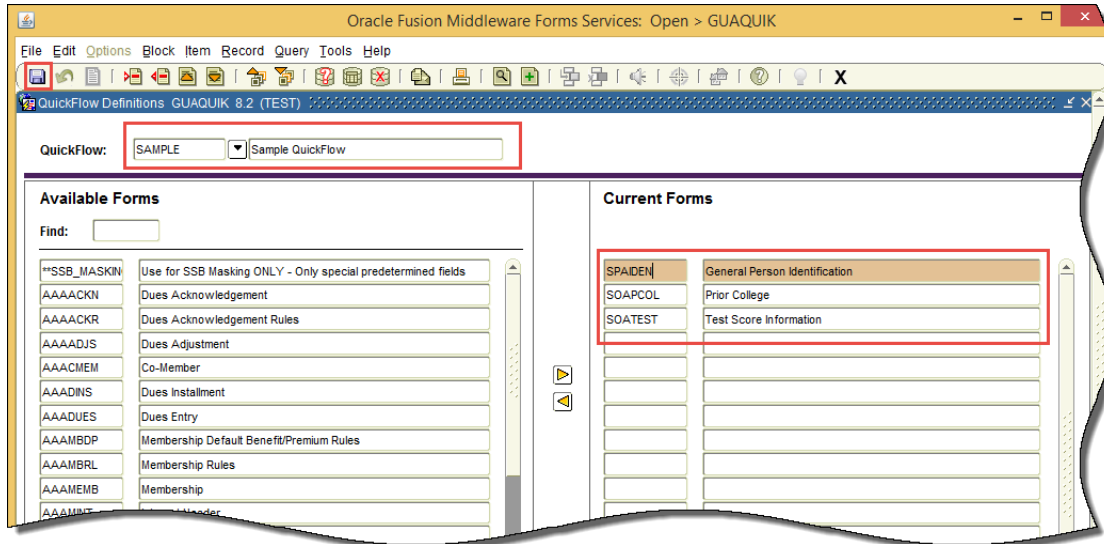 Oracle Fusion Middleware Forms Services: Open > GUAQUIK
File Edit Options Block Item Record Query Tools Help
X
QuickFlow Definitions GUAQUIK 8.2 (TEST)
QuickFlow: SAMPLE Sample QuickFlow
Available Forms
Find:
**SSB_MASKIN Use for SSB Masking ONLY - Only special predetermined fields
AAAACKN Dues Acknowledgement
AAAACKR Dues Acknowledgement Rules
AAAADJS Dues Adjustment
AAACMEM Co-Member
AAADINS Dues Installment
AAADUES Dues Entry
AAAMBDP Membership Default Benefit/Premium Rules
AAAMBRL Membership Rules
AAAMEMB Membership
AAAMINT
Current Forms
SPAIDEN General Person Identification
SOAPCOL Prior College
SOATEST Test Score Information